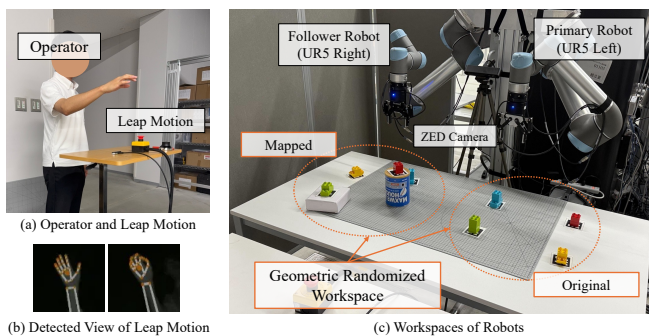 Operator
Leap Motion
(a) Operator and Leap Motion
(b) Detected View of Leap Motion
Follower Robot
(UR5 Right)
Primary Robot
(UR5 Left)
ZED Camera
Mapped
Geometric Randomized
Workspace
Original
(c) Workspaces of Robots